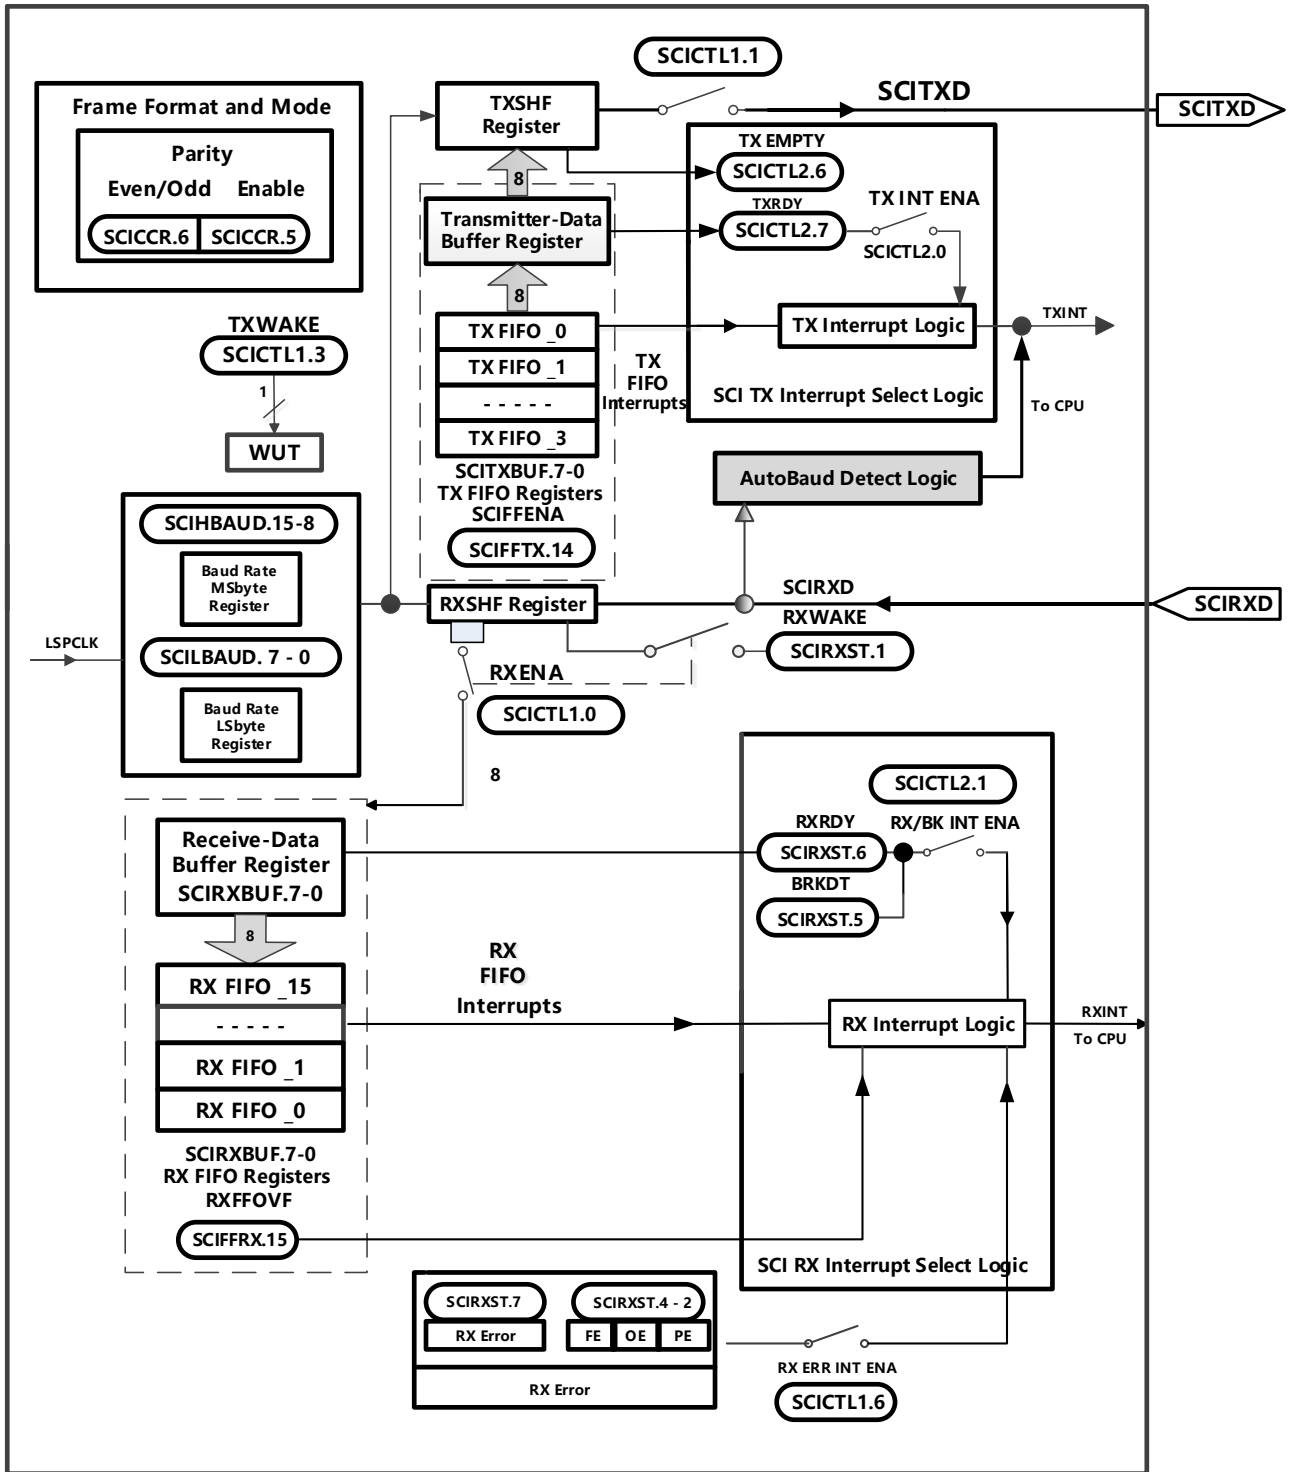 SCICTL1.1
Frame Format and Mode
Parity
Even/Odd Enable
SCICCR.6 SCICCR.5
TXSHF
Register
SCITXD
SCITXD
8
TX EMPTY
SCICTL2.6
Transmitter-Data
Buffer Register
TXRDY
SCICTL2.7
TX INT ENA
SCICTL2.0
8
TX FIFO _0
TX FIFO _1
- - - - -
TX FIFO _3
TX
FIFO
Interrupts
TX Interrupt Logic
TXINT
SCI TX Interrupt Select Logic
To CPU
TXWAKE
SCICTL1.3
1
WUT
SCITXBUF.7-0
TX FIFO Registers
SCIFFENA
SCIFFTX.14
AutoBaud Detect Logic
SCIHBAUD.15-8
Baud Rate
MSbyte
Register
LSPCLK
SCILBAUD. 7 - 0
Baud Rate
LSbyte
Register
RXSHF Register
SCIRXD
SCIRXD
RXWAKE
SCIRXST.1
RXENA
SCICTL1.0
8
Receive-Data
Buffer Register
SCIRXBUF.7-0
8
RX FIFO _15
- - - - -
RX FIFO _1
RX FIFO _0
SCIRXBUF.7-0
RX FIFO Registers
RXFFOVF
SCIFFRX.15
RX
FIFO
Interrupts
SCICTL2.1
RXRDY
RX/BK INT ENA
SCIRXST.6
BRKDT
SCIRXST.5
RX Interrupt Logic
RXINT
To CPU
SCI RX Interrupt Select Logic
SCIRXST.7 SCIRXST.4 - 2
RX Error FE OE PE
RX Error
RX ERR INT ENA
SCICTL1.6